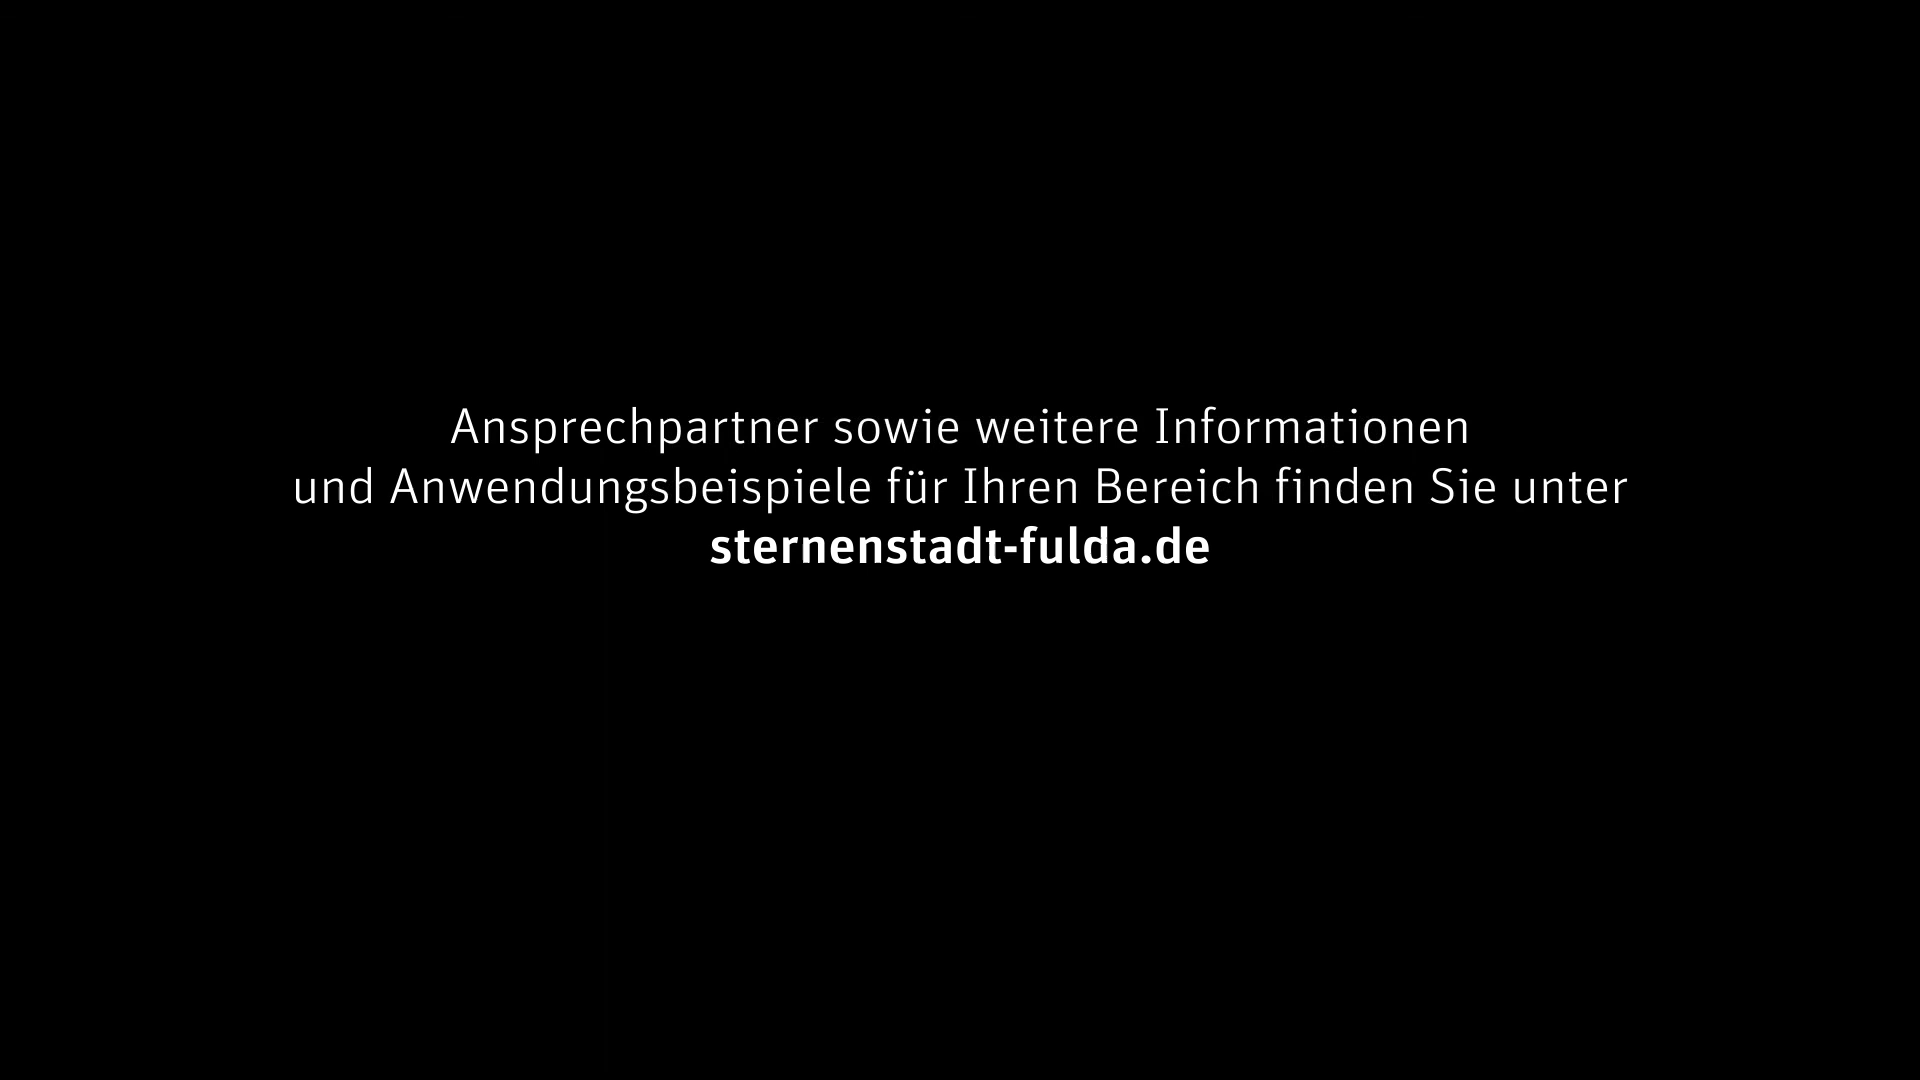 Ansprechpartner sowie weitere Informationen
und Anwendungsbeispiele für Ihren Bereich finden Sie unter
sternenstadt-fulda.de